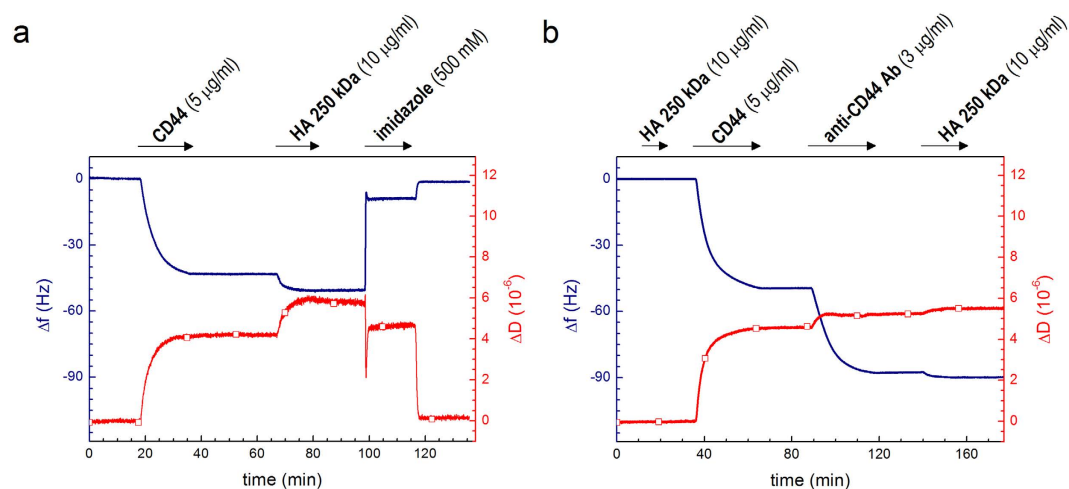 a
CD44 (5 µg/ml)
HA 250 kDa (10 µg/ml)
imidazole (500 mM)
0
-30
-60
-90
Δf (Hz)
12
10
8
6
4
2
0
ΔD (10-6)
0 20 40 60 80 100 120
time (min)
b
HA 250 kDa (10 µg/ml)
CD44 (5 µg/ml)
anti-CD44 Ab (3 µg/ml)
HA 250 kDa (10 µg/ml)
0
-30
-60
-90
Δf (Hz)
12
10
8
6
4
2
0
ΔD (10-6)
0 40 80 120 160
time (min)